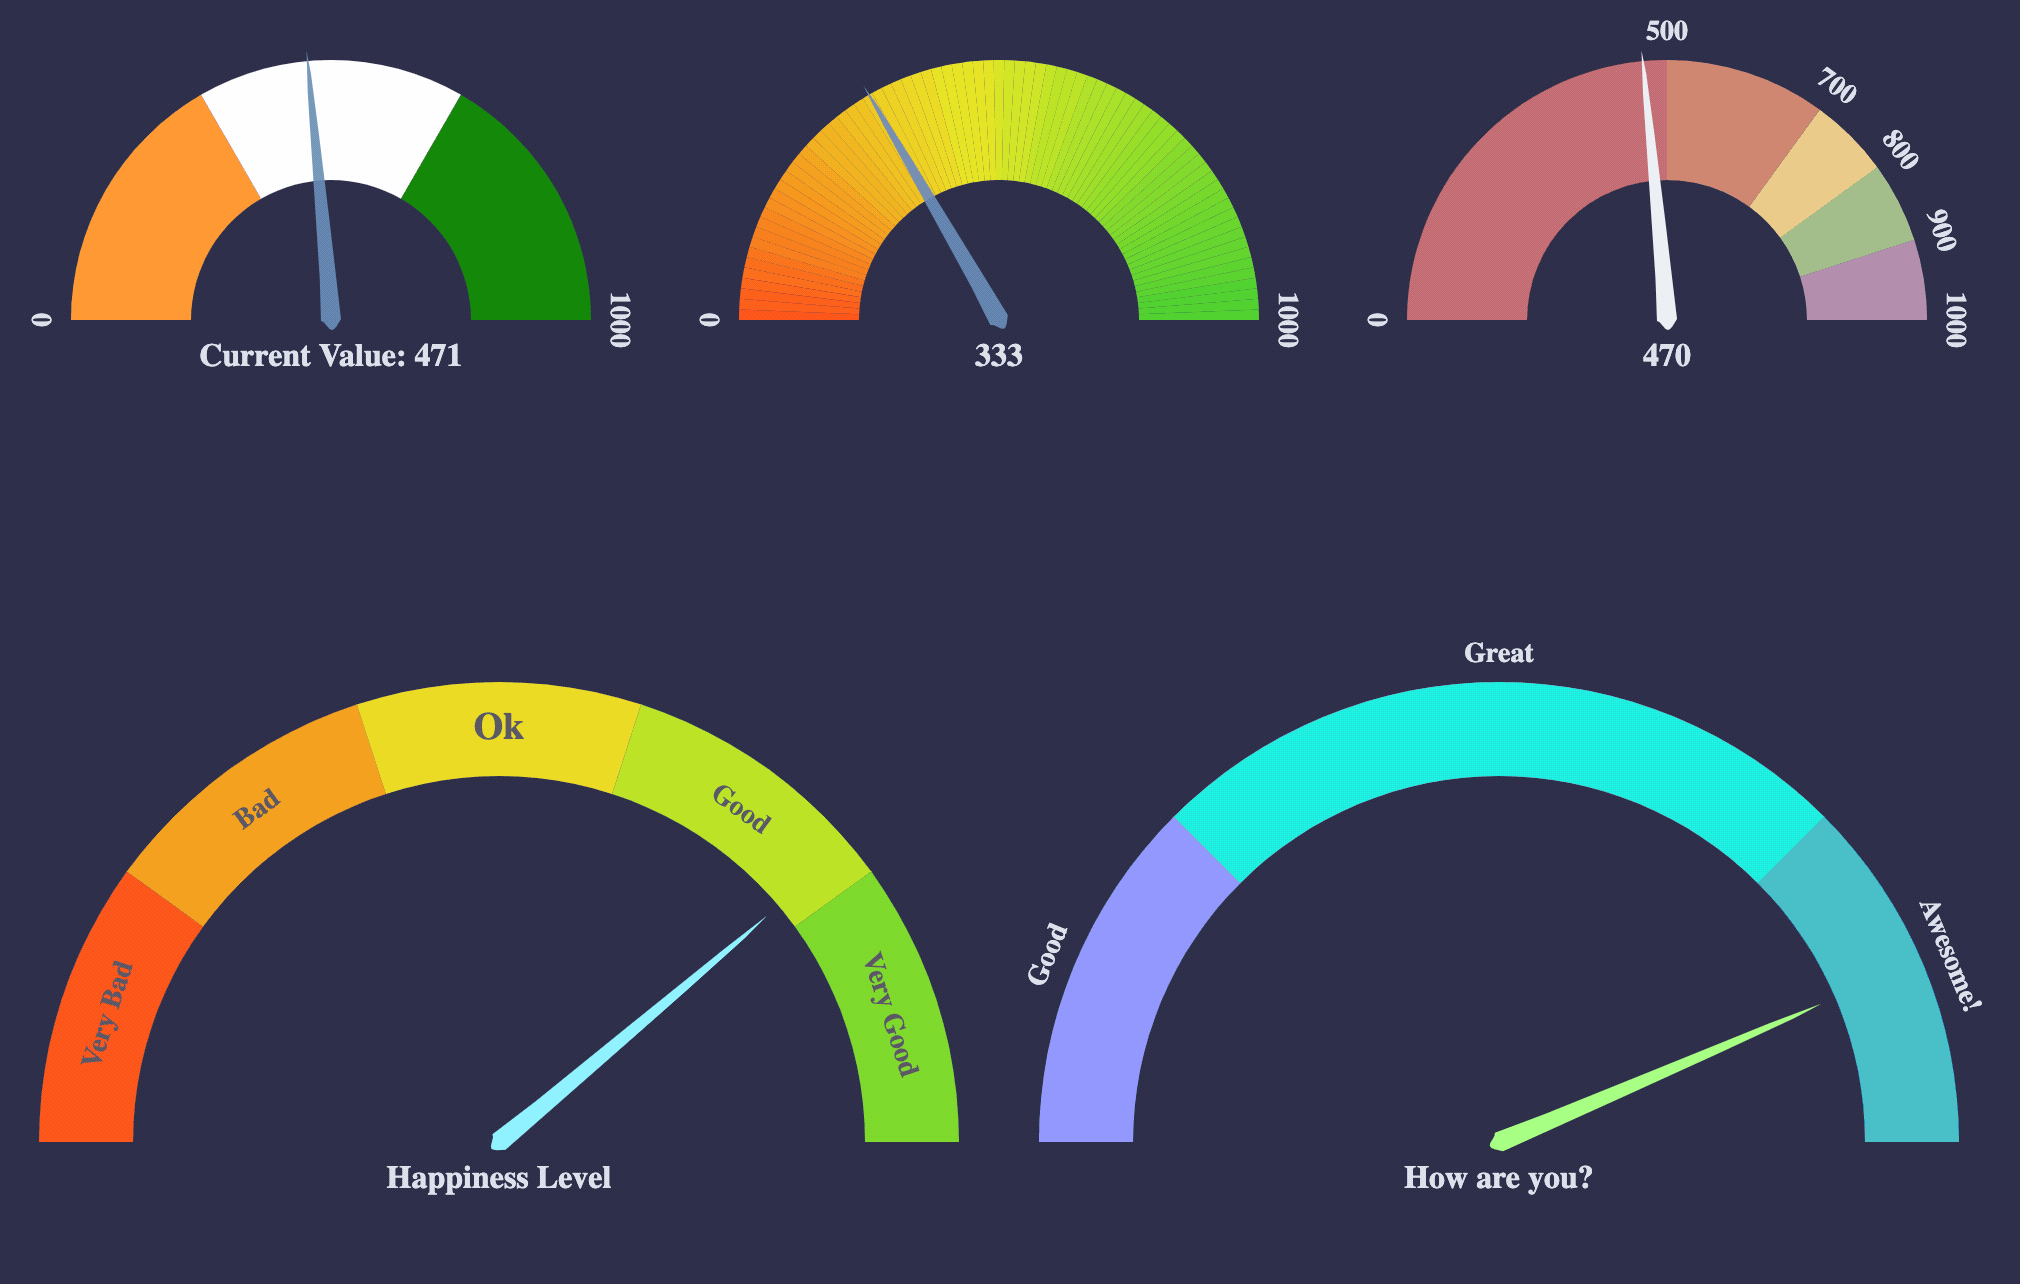 0
1000
Current Value: 471
0
1000
333
0
500
700
800
900
1000
470
Very Bad
Bad
Ok
Good
Very Good
Happiness Level
Good
Great
Awesome!
How are you?